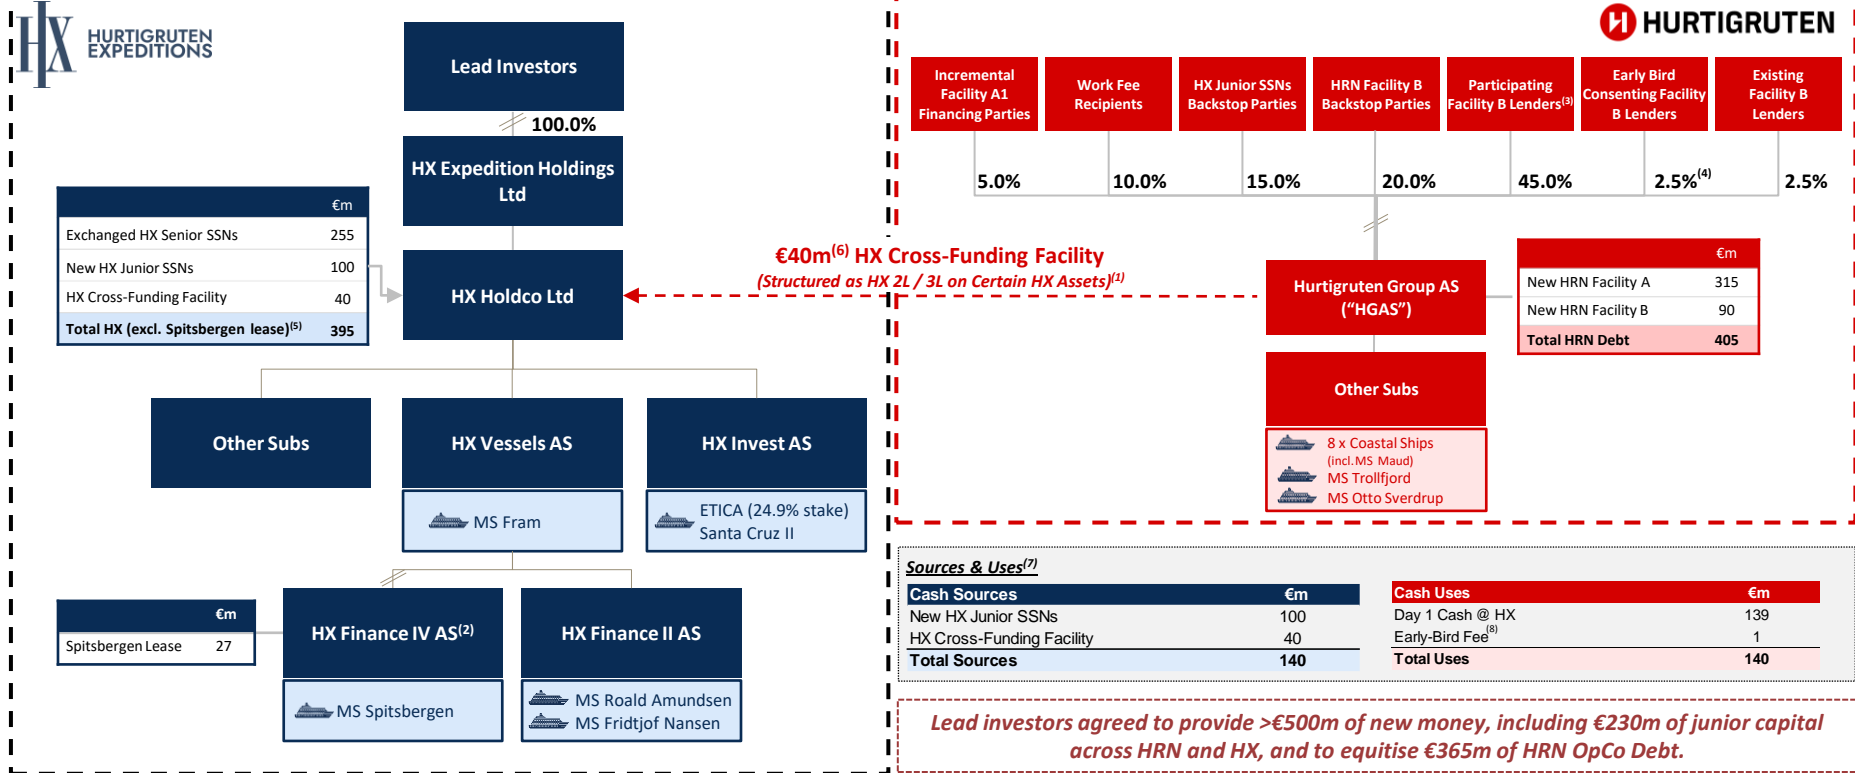 HX HURTIGRUTEN
EXPEDITIONS
Lead Investors
100.0%
HX Expedition Holdings
Ltd
€m
Exchanged HX Senior SSNs 255
New HX Junior SSNs 100
HX Cross-Funding Facility 40
Total HX (excl. Spitsbergen lease)(5) 395
HX Holdco Ltd
Other Subs
HX Vessels AS
HX Invest AS
MS Fram
ETICA (24.9% stake)
Santa Cruz II
€m
Spitsbergen Lease 27
HX Finance IV AS(2)
HX Finance II AS
MS Spitsbergen
MS Roald Amundsen
MS Fridtjof Nansen
€40m(6) HX Cross-Funding Facility
(Structured as HX 2L / 3L on Certain HX Assets)(1)
H HURTIGRUTEN
Incremental
Facility A1
Financing Parties
Work Fee
Recipients
HX Junior SSNs
Backstop Parties
HRN Facility B
Backstop Parties
Participating
Facility B Lenders(3)
Early Bird
Consenting Facility
B Lenders
Existing
Facility B
Lenders
5.0% 10.0% 15.0% 20.0% 45.0% 2.5%(4) 2.5%
Hurtigruten Group AS
("HGAS")
€m
New HRN Facility A 315
New HRN Facility B 90
Total HRN Debt 405
Other Subs
8 x Coastal Ships
(incl.MS Maud)
MS Trollfjord
MS Otto Sverdrup
Sources & Uses(7)
Cash Sources €m
New HX Junior SSNs 100
HX Cross-Funding Facility 40
Total Sources 140
Cash Uses €m
Day 1 Cash @ HX 139
Early-Bird Fee(8) 1
Total Uses 140
Lead investors agreed to provide >€500m of new money, including €230m of junior capital
across HRN and HX, and to equitise €365m of HRN OpCo Debt.